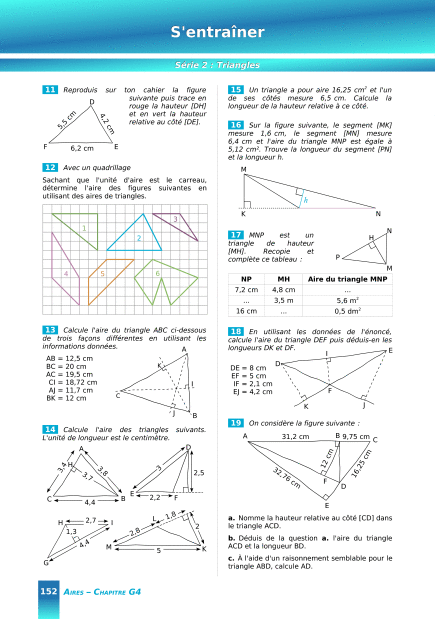 S'entraîner
Série 2 : Triangles
11 Reproduis sur ton cahier la figure
suivante puis trace en
rouge la hauteur [DH]
et en vert la hauteur
relative au côté [DE].
D
5,5 cm
4,2 cm
F
6,2 cm
E
12 Avec un quadrillage
Sachant que l'unité d'aire est le carreau,
détermine l'aire des figures suivantes en
utilisant des aires de triangles.
1
2
3
4
5
6
13 Calcule l'aire du triangle ABC ci-dessous
de trois façons différentes en utilisant les
informations données.
AB = 12,5 cm
BC = 20 cm
AC = 19,5 cm
CI = 18,72 cm
AJ = 11,7 cm
BK = 12 cm
A
K
I
C
J
B
14 Calcule l'aire des triangles suivants.
L'unité de longueur est le centimètre.
A
3,4
H
3,7
3,8
C
4,4
B
D
3
2,5
E
2,2
F
H
2,7
I
1,3
4,4
G
L
1,8
2,8
2
M
5
K
15 Un triangle a pour aire 16,25 cm² et l'un
de ses côtés mesure 6,5 cm. Calcule la
longueur de la hauteur relative à ce côté.
16 Sur la figure suivante, le segment [MK]
mesure 1,6 cm, le segment [MN] mesure
6,4 cm et l'aire du triangle MNP est égale à
5,12 cm². Trouve la longueur du segment [PN]
et la longueur h.
M
h
K
N
17 MNP est un
triangle de hauteur
[MH]. Recopie et
complète ce tableau :
N
H
P
M
NP MH Aire du triangle MNP
7,2 cm 4,8 cm ...
... 3,5 m 5,6 m²
16 cm ... 0,5 dm²
18 En utilisant les données de l'énoncé,
calcule l'aire du triangle DEF puis déduis-en les
longueurs DK et DF.
DE = 8 cm
EF = 5 cm
IF = 2,1 cm
EJ = 4,2 cm
I
E
D
F
K
J
19 On considère la figure suivante :
A
31,2 cm
B
9,75 cm
C
12 cm
16,25 cm
32,76 cm
F
D
E
a. Nomme la hauteur relative au côté [CD] dans
le triangle ACD.
b. Déduis de la question a. l'aire du triangle
ACD et la longueur BD.
c. À l'aide d'un raisonnement semblable pour le
triangle ABD, calcule AD.
152 AIRES – CHAPITRE G4